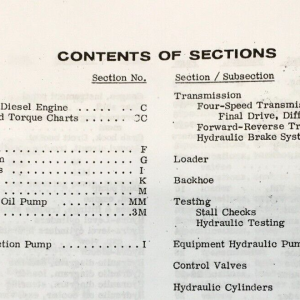 CONTENTS OF SECTIONS
Section No.
Diesel Engine . . . . . . . . . C
d Torque Charts . . . . . . CC
. . . . . . . . . . . . . . . . . F
m . . . . . . . . . . . . . . . G
s . . . . . . . . . . . . . . . I
. . . . . . . . . . . . . . . . . K
. . . . . . . . . . . . . . . . . M
Oil Pump . . . . . . . . . . MM
. . . . . . . . . . . . . . . . 3M
ction Pump . . . . . . . . . I
Section / Subsection
Transmission
Four-Speed Transmis
Final Drive, Diff
Forward-Reverse Tr
Hydraulic Brake Syst
Loader
Backhoe
Testing
Stall Checks
Hydraulic Testing
Equipment Hydraulic Pum
Control Valves
Hydraulic Cylinders